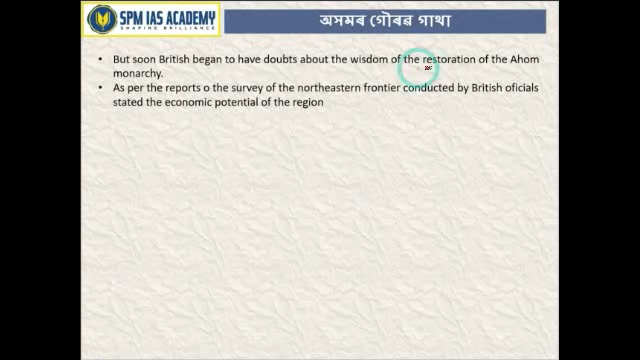 SPM IAS ACADEMY
SHAPING BRILLIANCE
অসমৰ গৌৰৱ গাথা
• But soon British began to have doubts about the wisdom of the restoration of the Ahom
monarchy.
• As per the reports o the survey of the northeastern frontier conducted by British oficials
stated the economic potential of the region